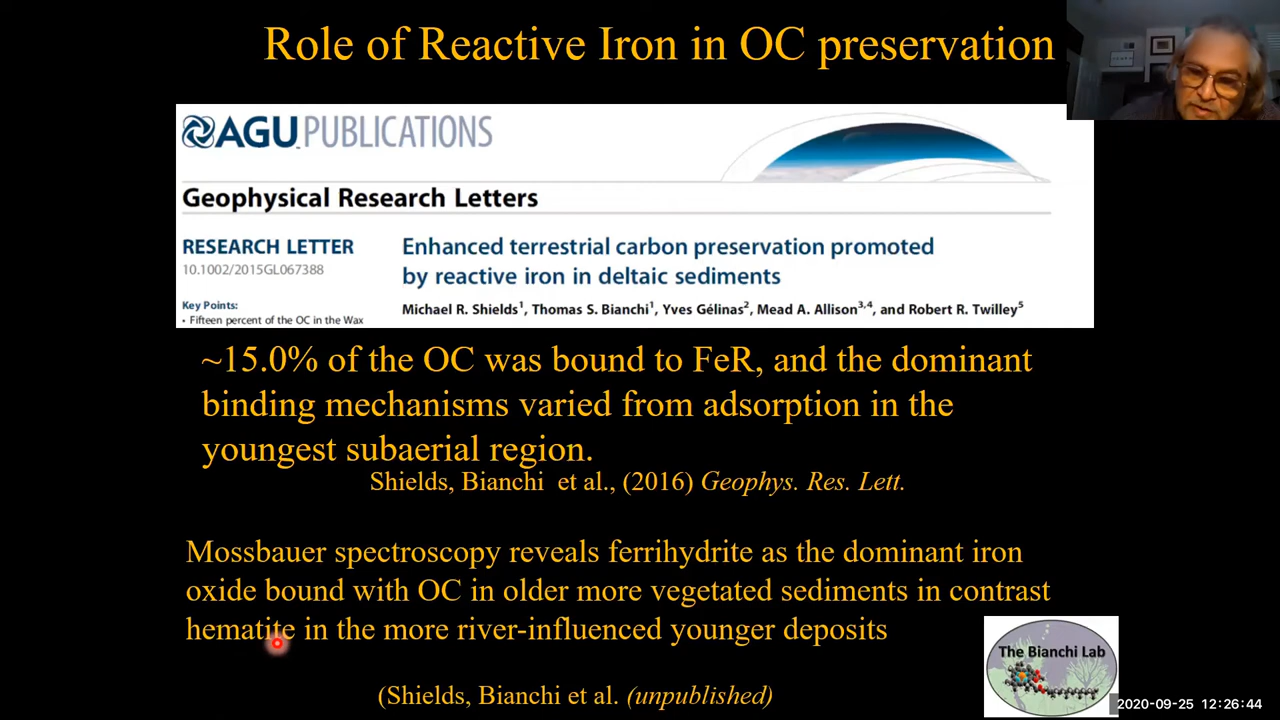 Role of Reactive Iron in OC preservation
AGU PUBLICATIONS
Geophysical Research Letters
RESEARCH LETTER
10.1002/2015GL067388
Key Points:
• Fifteen percent of the OC in the Wax
Enhanced terrestrial carbon preservation promoted
by reactive iron in deltaic sediments
Michael R. Shields1, Thomas S. Bianchi1, Yves Gélinas2, Mead A. Allison3,4, and Robert R. Twilley5
~15.0% of the OC was bound to FeR, and the dominant
binding mechanisms varied from adsorption in the
youngest subaerial region.
Shields, Bianchi et al., (2016) Geophys. Res. Lett.
Mossbauer spectroscopy reveals ferrihydrite as the dominant iron
oxide bound with OC in older more vegetated sediments in contrast
hematite in the more river-influenced younger deposits
(Shields, Bianchi et al. (unpublished)
The Bianchi Lab
2020-09-25 12:26:44